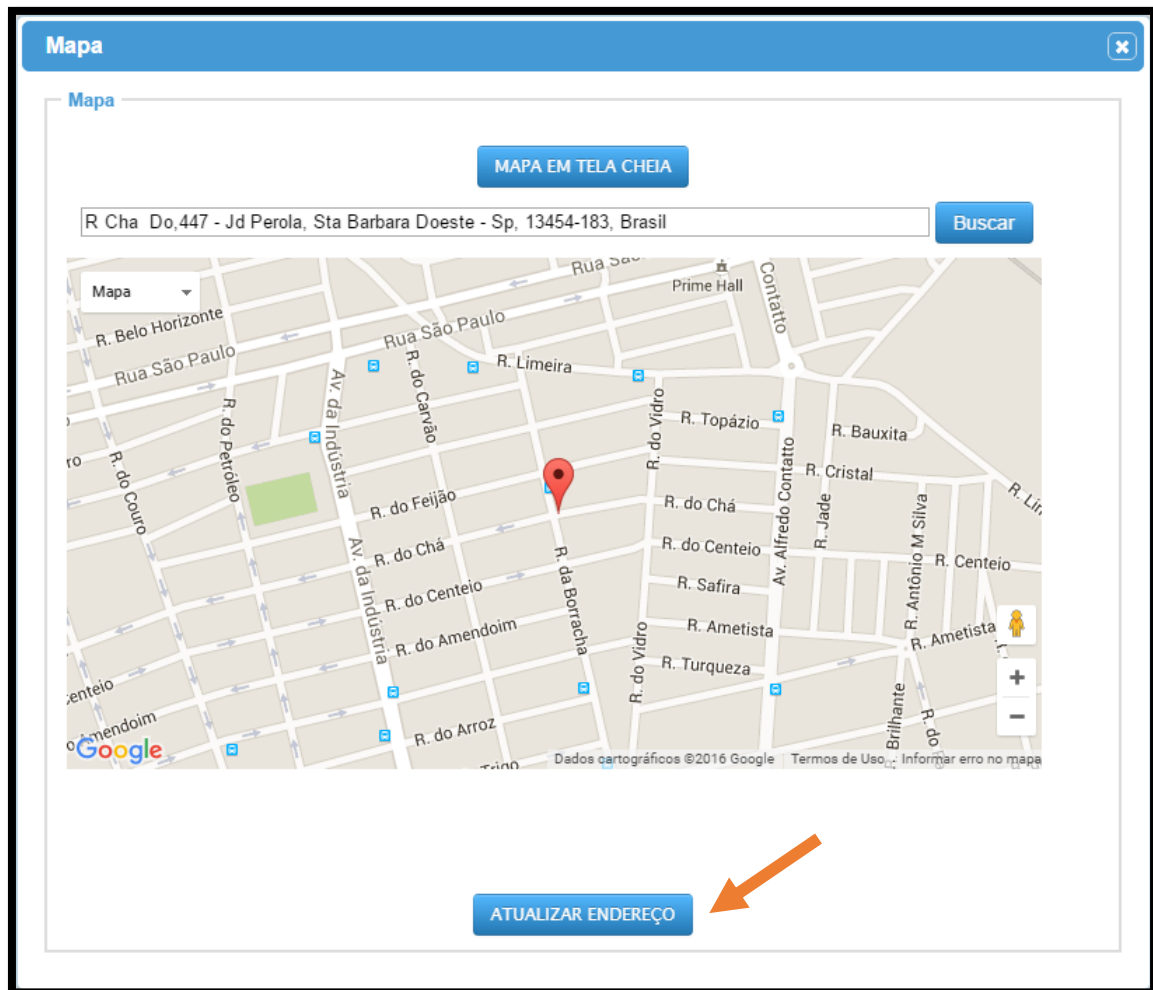 Mapa
Mapa
MAPA EM TELA CHEIA
R Cha  Do,447 - Jd Perola, Sta Barbara Doeste - Sp, 13454-183, Brasil
Buscar
Mapa
Prime Hall
Contatto
R. Belo Horizonte
Rua São Paulo
Rua São Paulo
R. Limeira
R. do Carvão
Av. da Indústria
R. do Petróleo
R. do Couro
R. do Vidro
R. Topázio
R. Bauxita
R. Cristal
R. do Feijão
R. do Chá
R. do Chá
Av. Alfredo Contatto
R. Jade
R. Antônio M Silva
R. do Centeio
R. Centeio
Av. da Indústria
R. do Centeio
R. da Borracha
R. Safira
R. do Amendoim
R. Ametista
R. Ametista
R. do Vidro
R. Turqueza
R. do Arroz
Brilhante
R. do
Google
Dados cartográficos ©2016 Google
Termos de Uso
Informar erro no mapa
+
−
ATUALIZAR ENDEREÇO